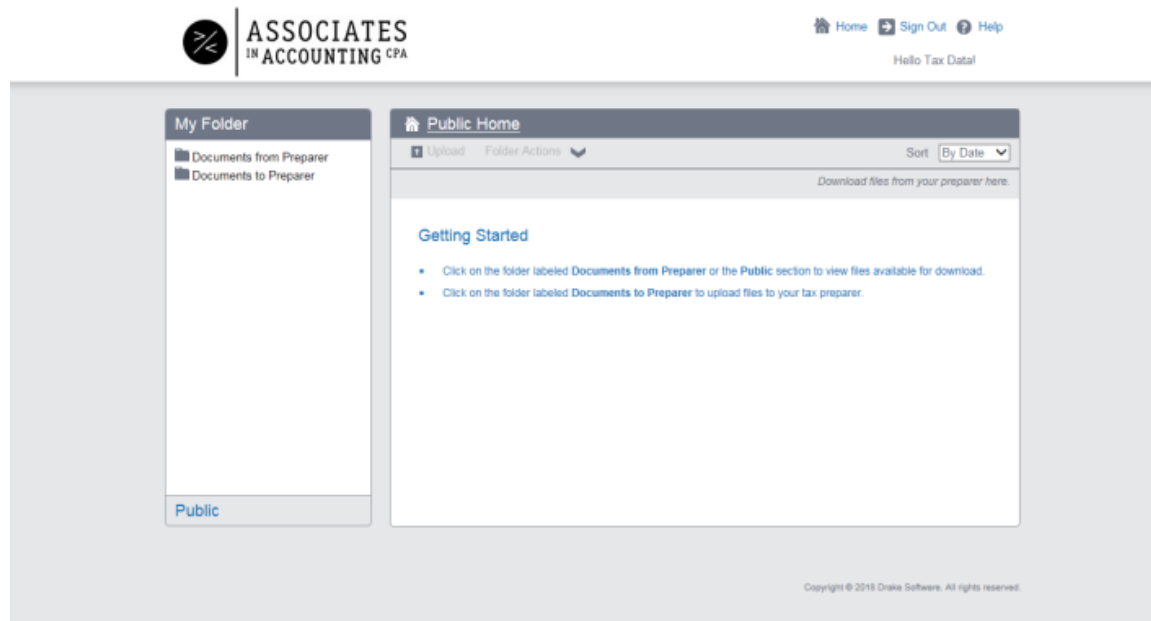 ASSOCIATES
IN ACCOUNTING CPA
Home Sign Out Help
Hello Tax Data!
My Folder
Documents from Preparer
Documents to Preparer
Public
Public Home
Upload Folder Actions Sort By Date
Download files from your preparer here.
Getting Started
Click on the folder labeled Documents from Preparer or the Public section to view files available for download.
Click on the folder labeled Documents to Preparer to upload files to your tax preparer.
Copyright © 2018 Drake Software. All rights reserved.